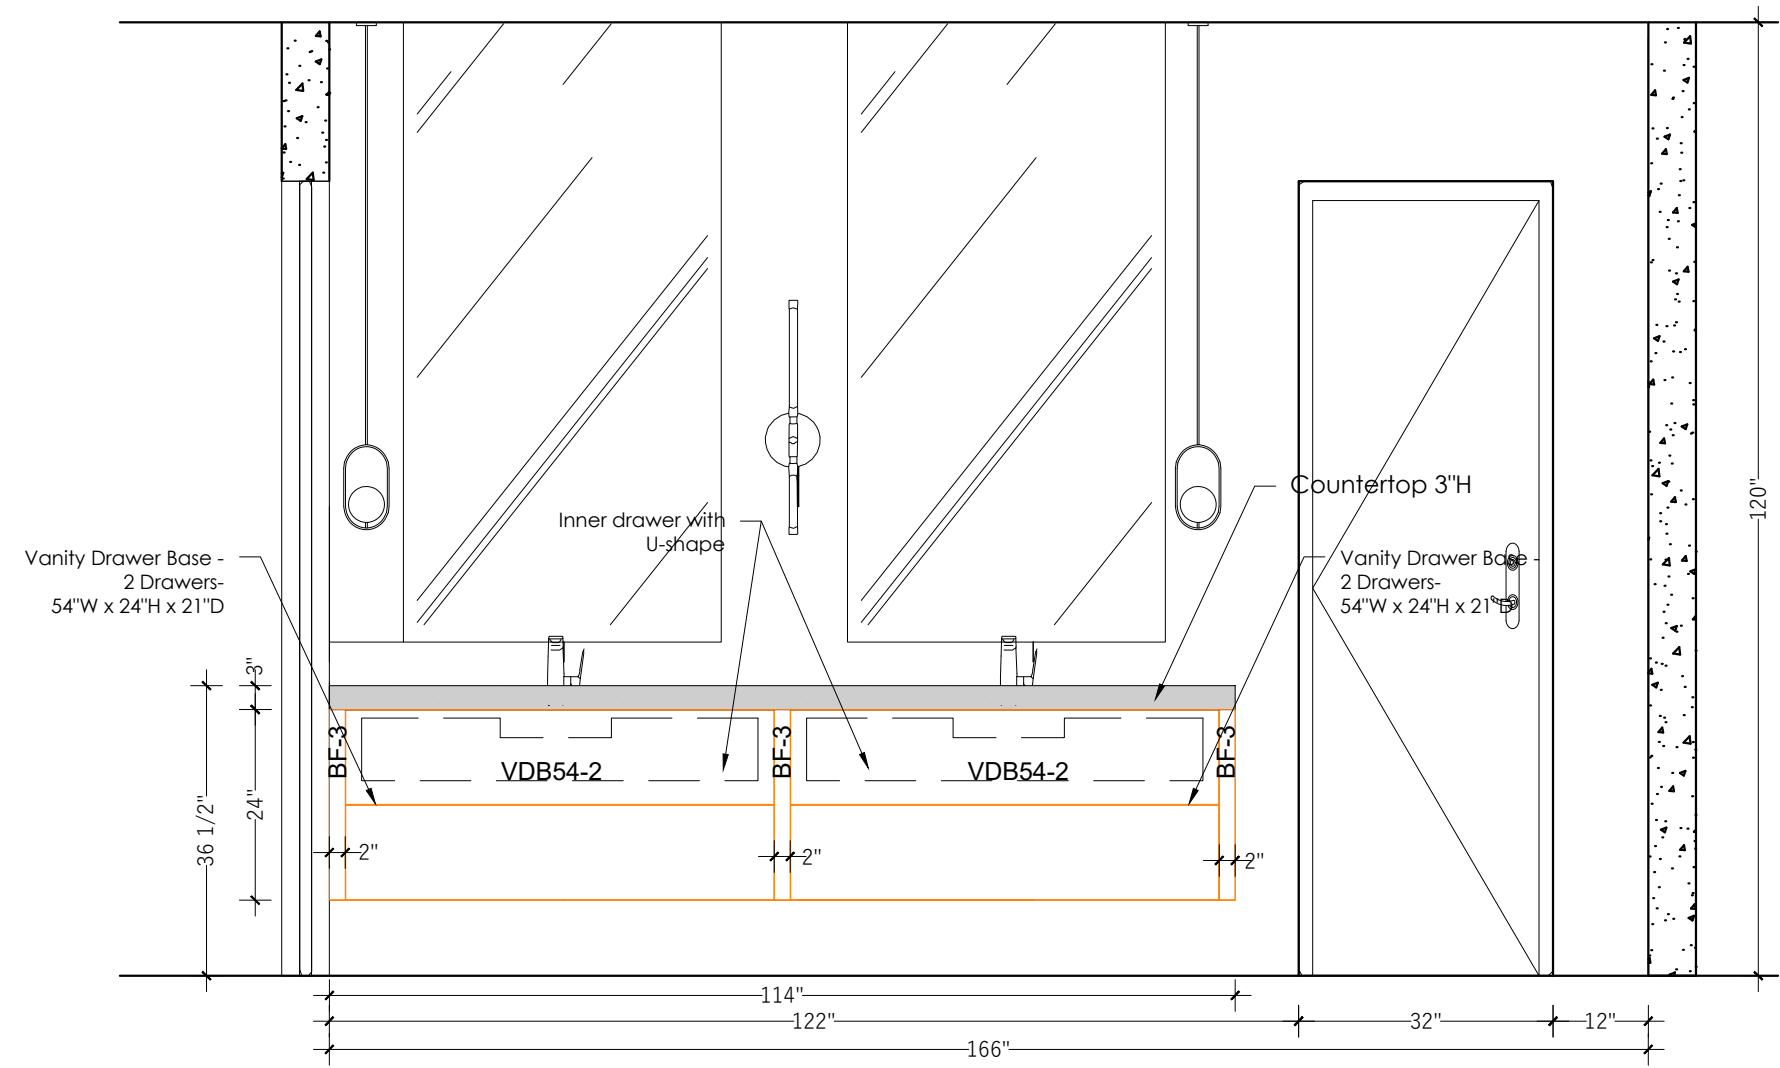 Countertop 3"H
120"
Inner drawer with
U-shape
Vanity Drawer Base -
2 Drawers-
54"W x 24"H x 21"D
Vanity Drawer Base -
2 Drawers-
54"W x 24"H x 21"D
3"
BF-3
BF-3
BF-3
VDB54-2
VDB54-2
24"
36 1/2"
2"
2"
2"
114"
122"
32"
12"
166"